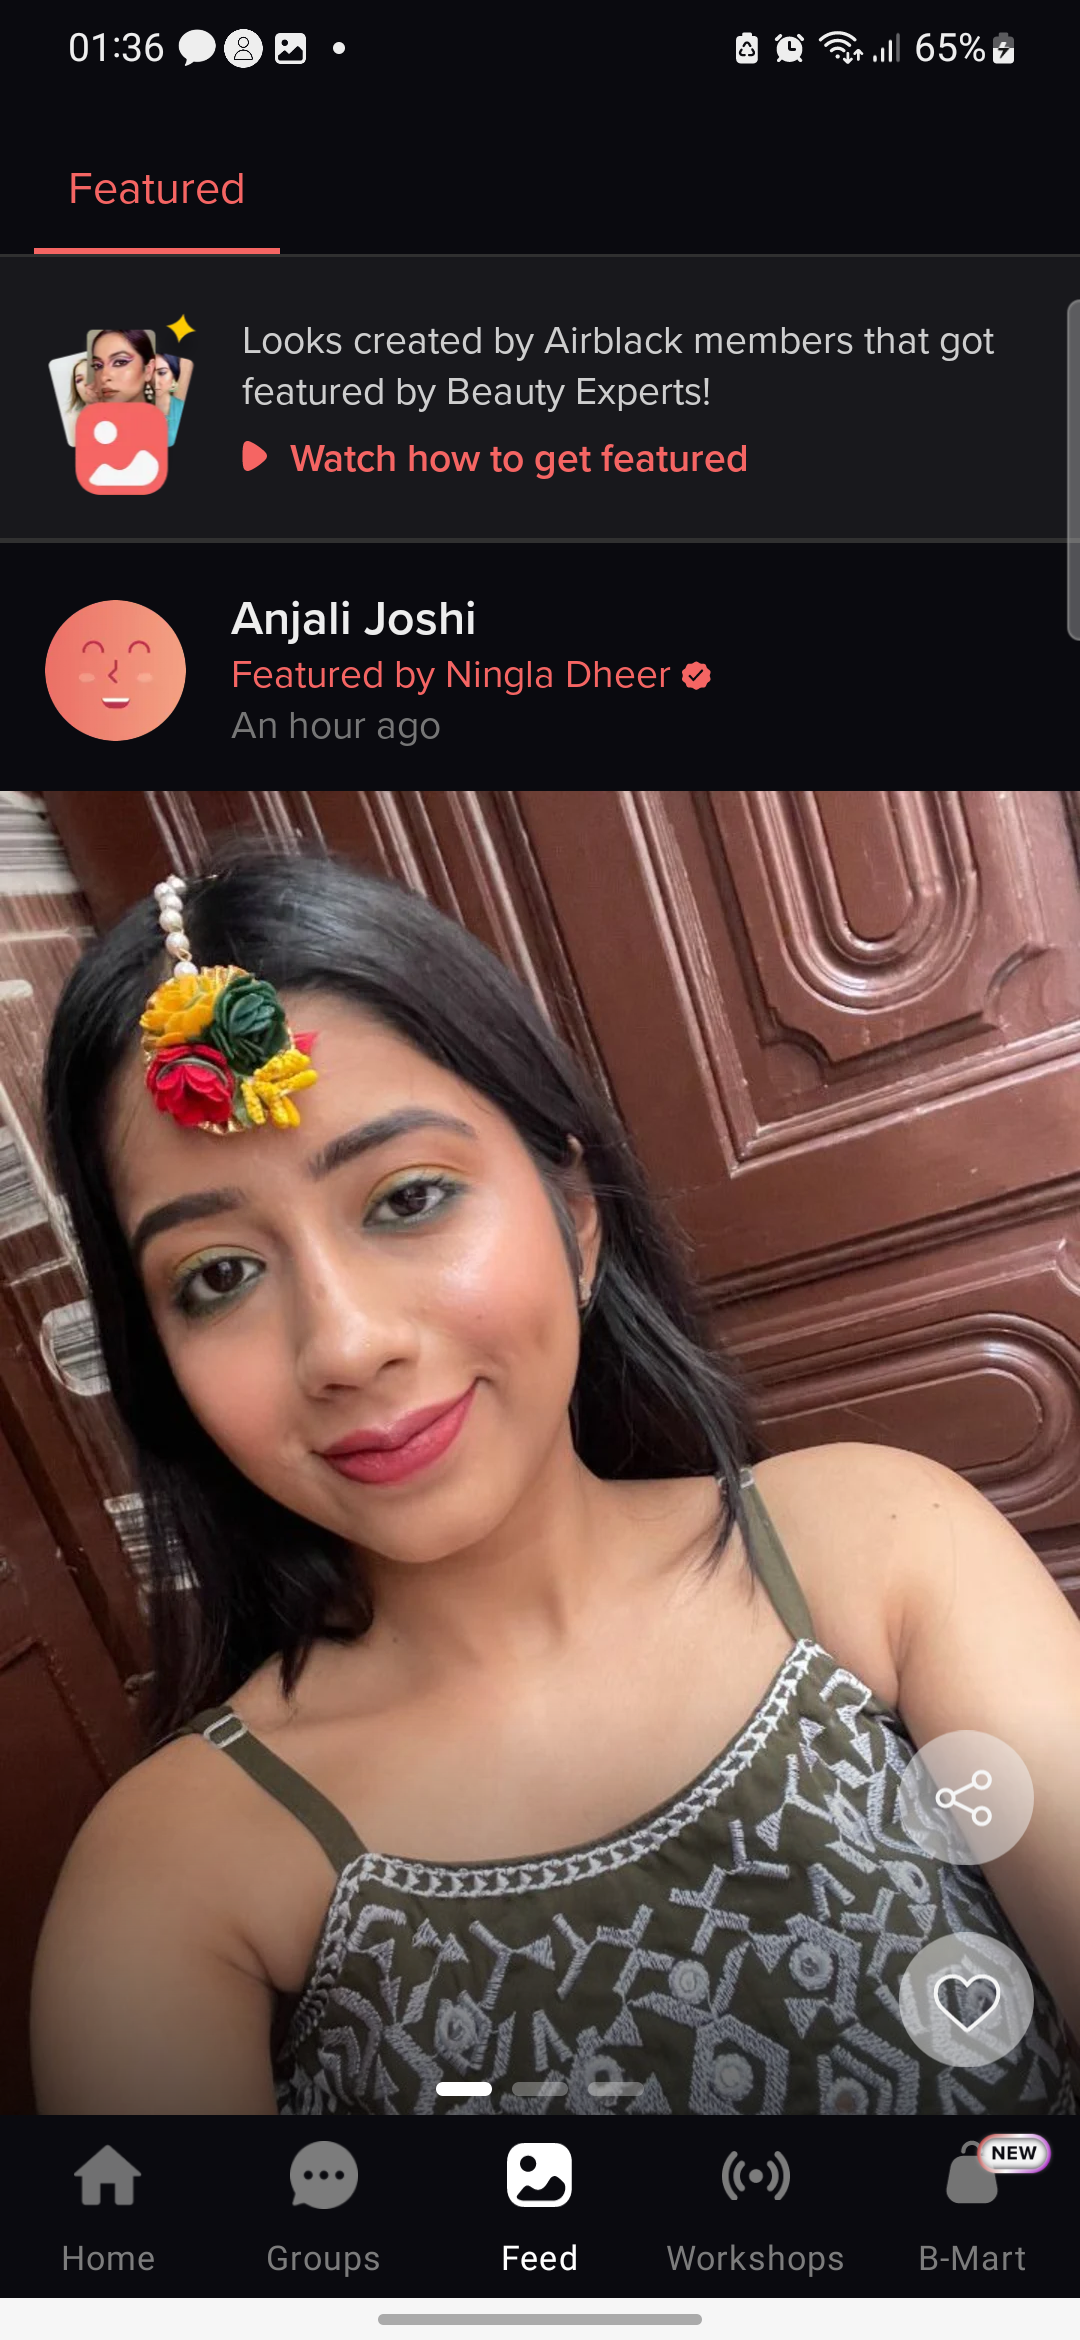 01:36 65%
Featured
Looks created by Airblack members that got
featured by Beauty Experts!
Watch how to get featured
Anjali Joshi
Featured by Ningla Dheer
An hour ago
NEW
Home Groups Feed Workshops B-Mart